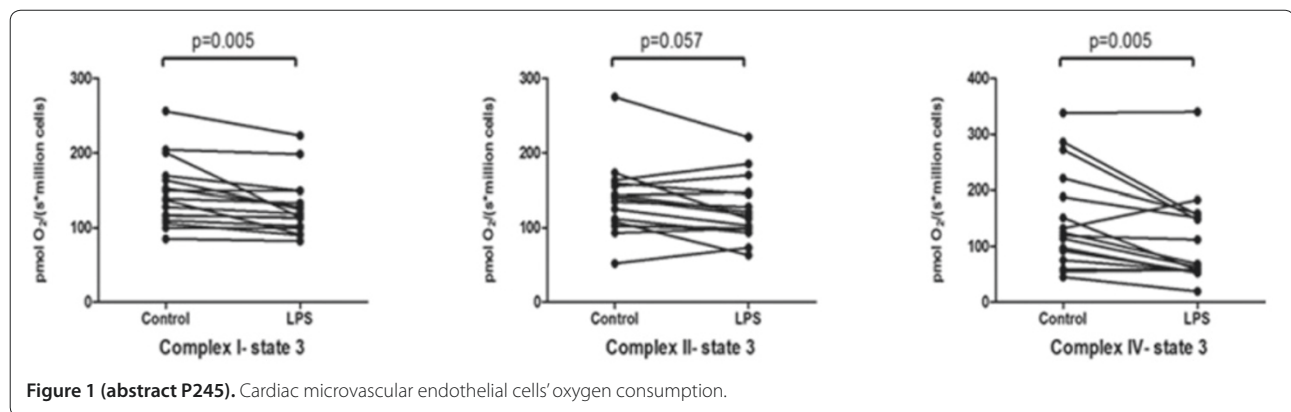 p=0.005
300
200
100
0
pmol O₂/(s*million cells)
Control LPS
Complex I- state 3
p=0.057
300
200
100
0
pmol O₂/(s*million cells)
Control LPS
Complex II- state 3
p=0.005
400
300
200
100
0
pmol O₂/(s*million cells)
Control LPS
Complex IV- state 3
Figure 1 (abstract P245). Cardiac microvascular endothelial cells’ oxygen consumption.